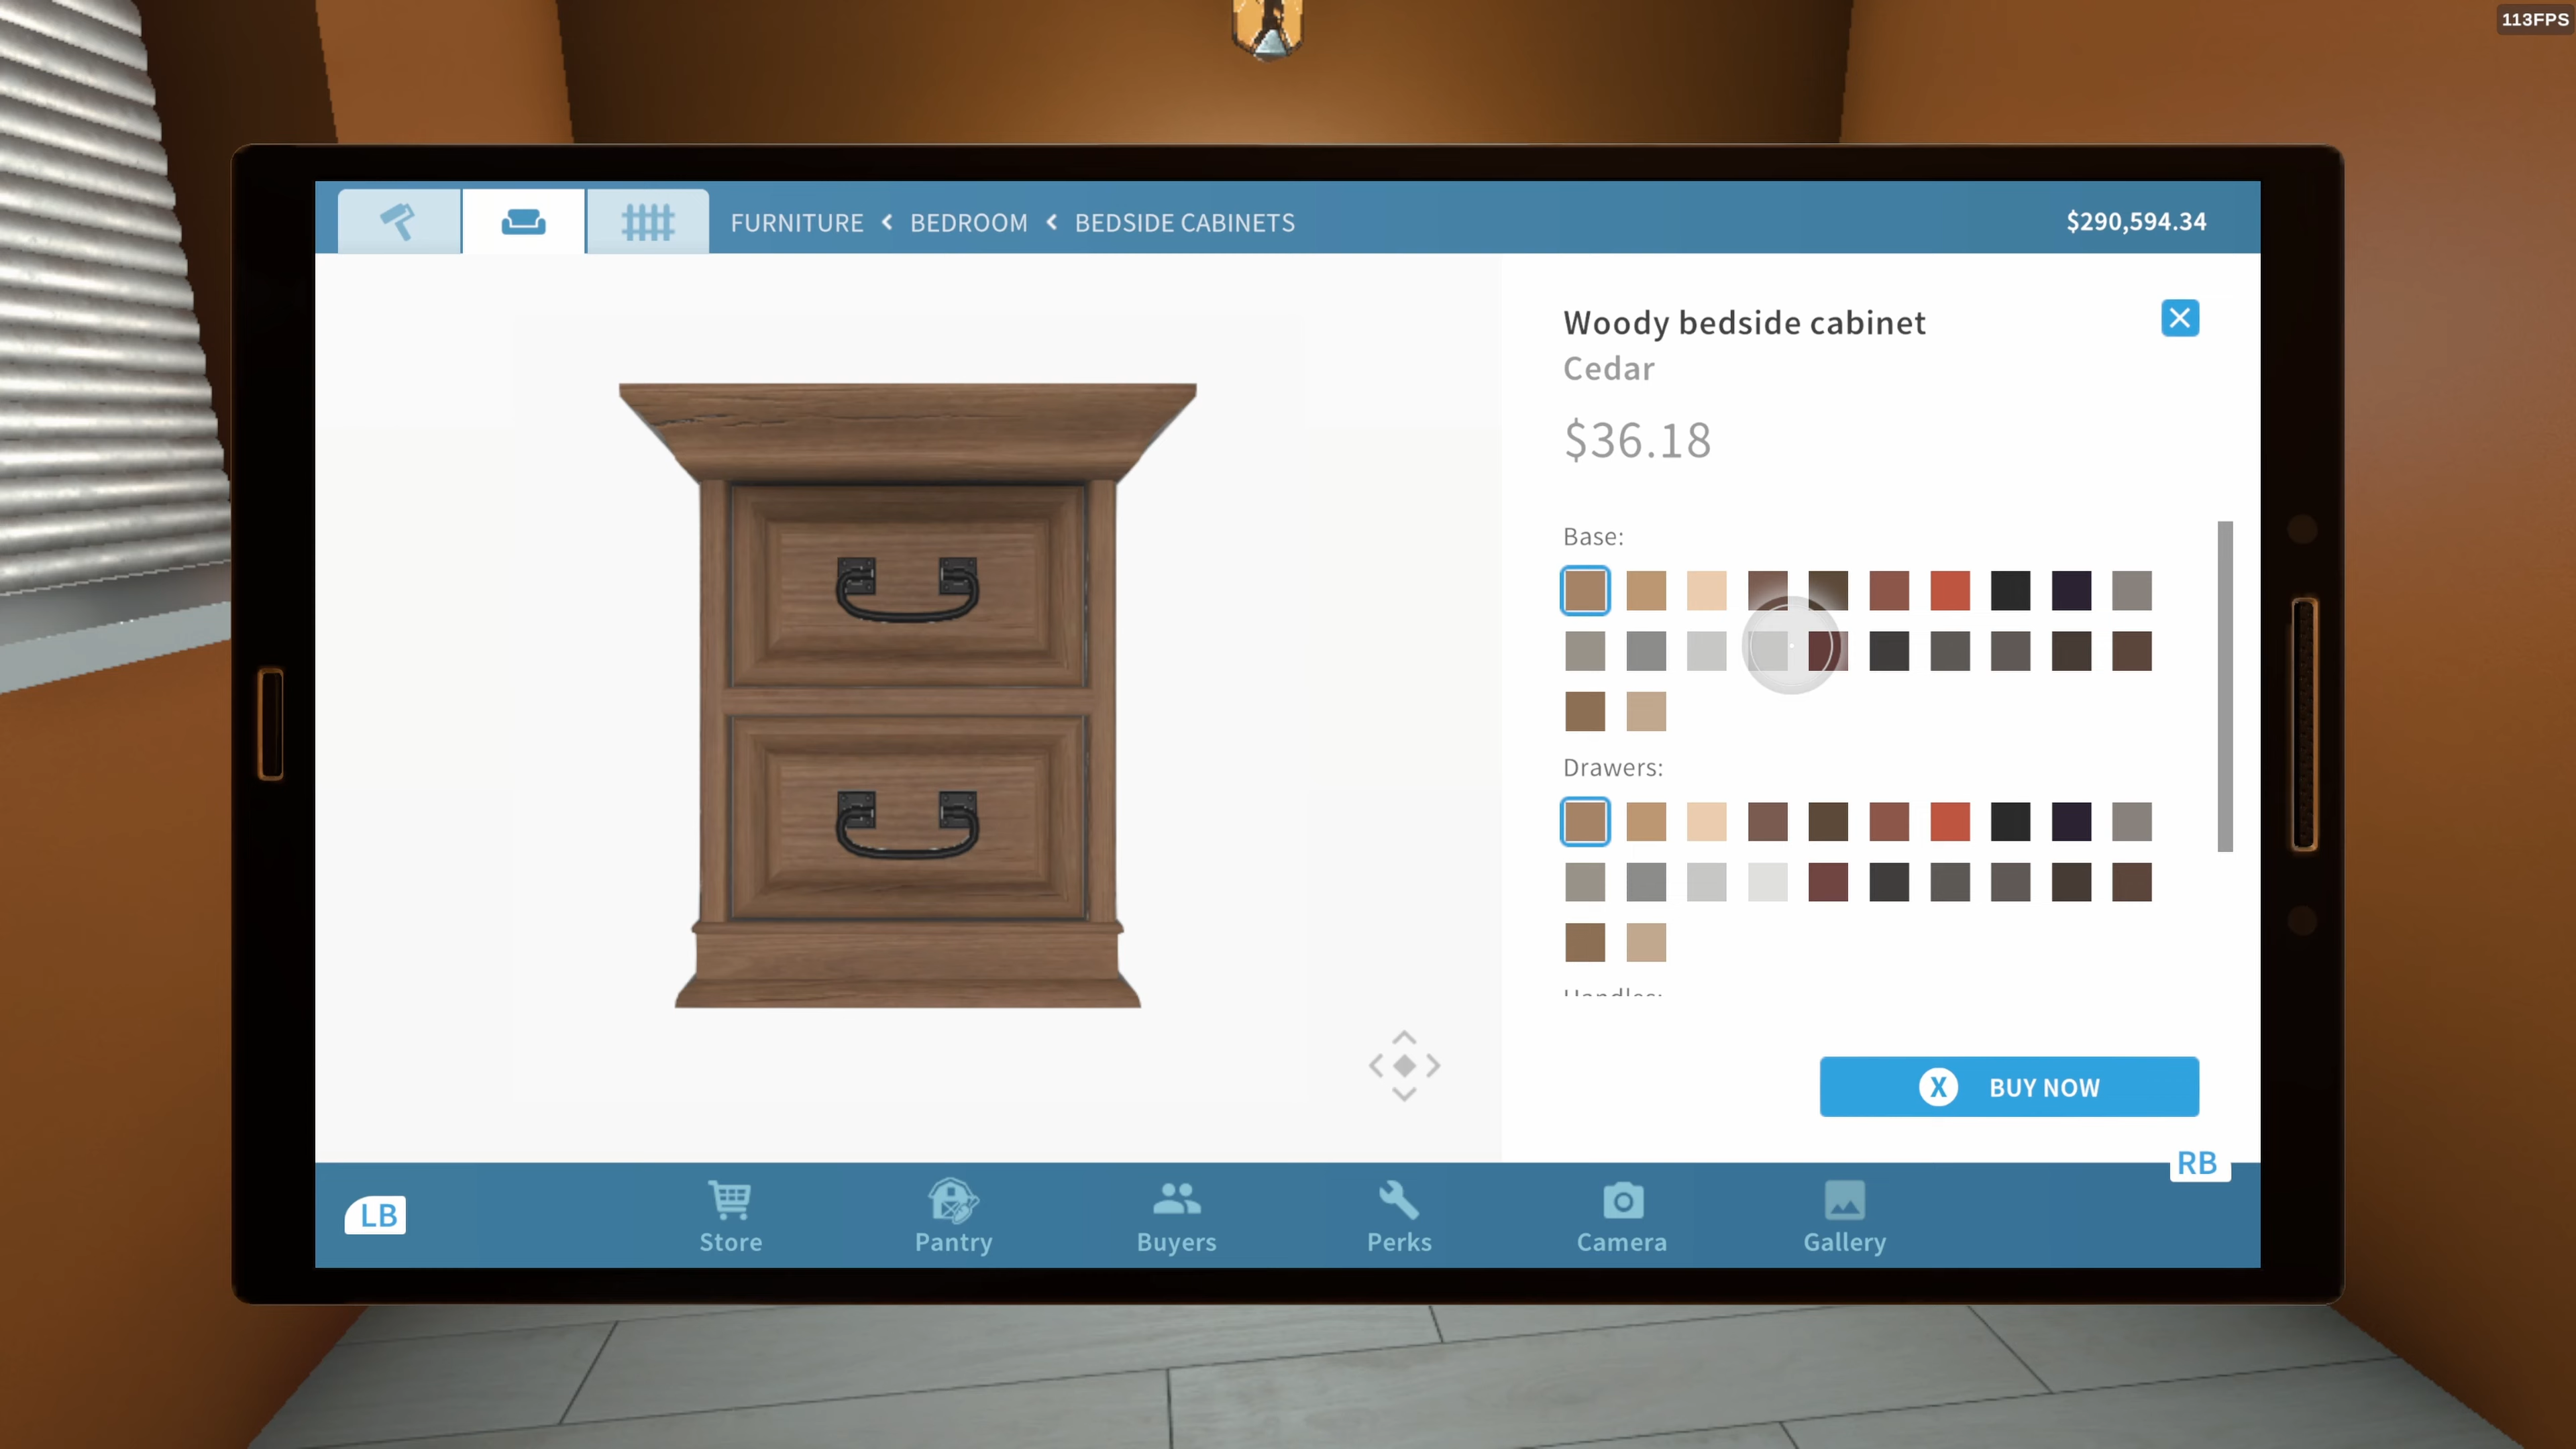 113FPS
FURNITURE < BEDROOM < BEDSIDE CABINETS
$290,594.34
Woody bedside cabinet
Cedar
$36.18
Base:
Drawers:
Handles:
X BUY NOW
RB
LB
Store
Pantry
Buyers
Perks
Camera
Gallery